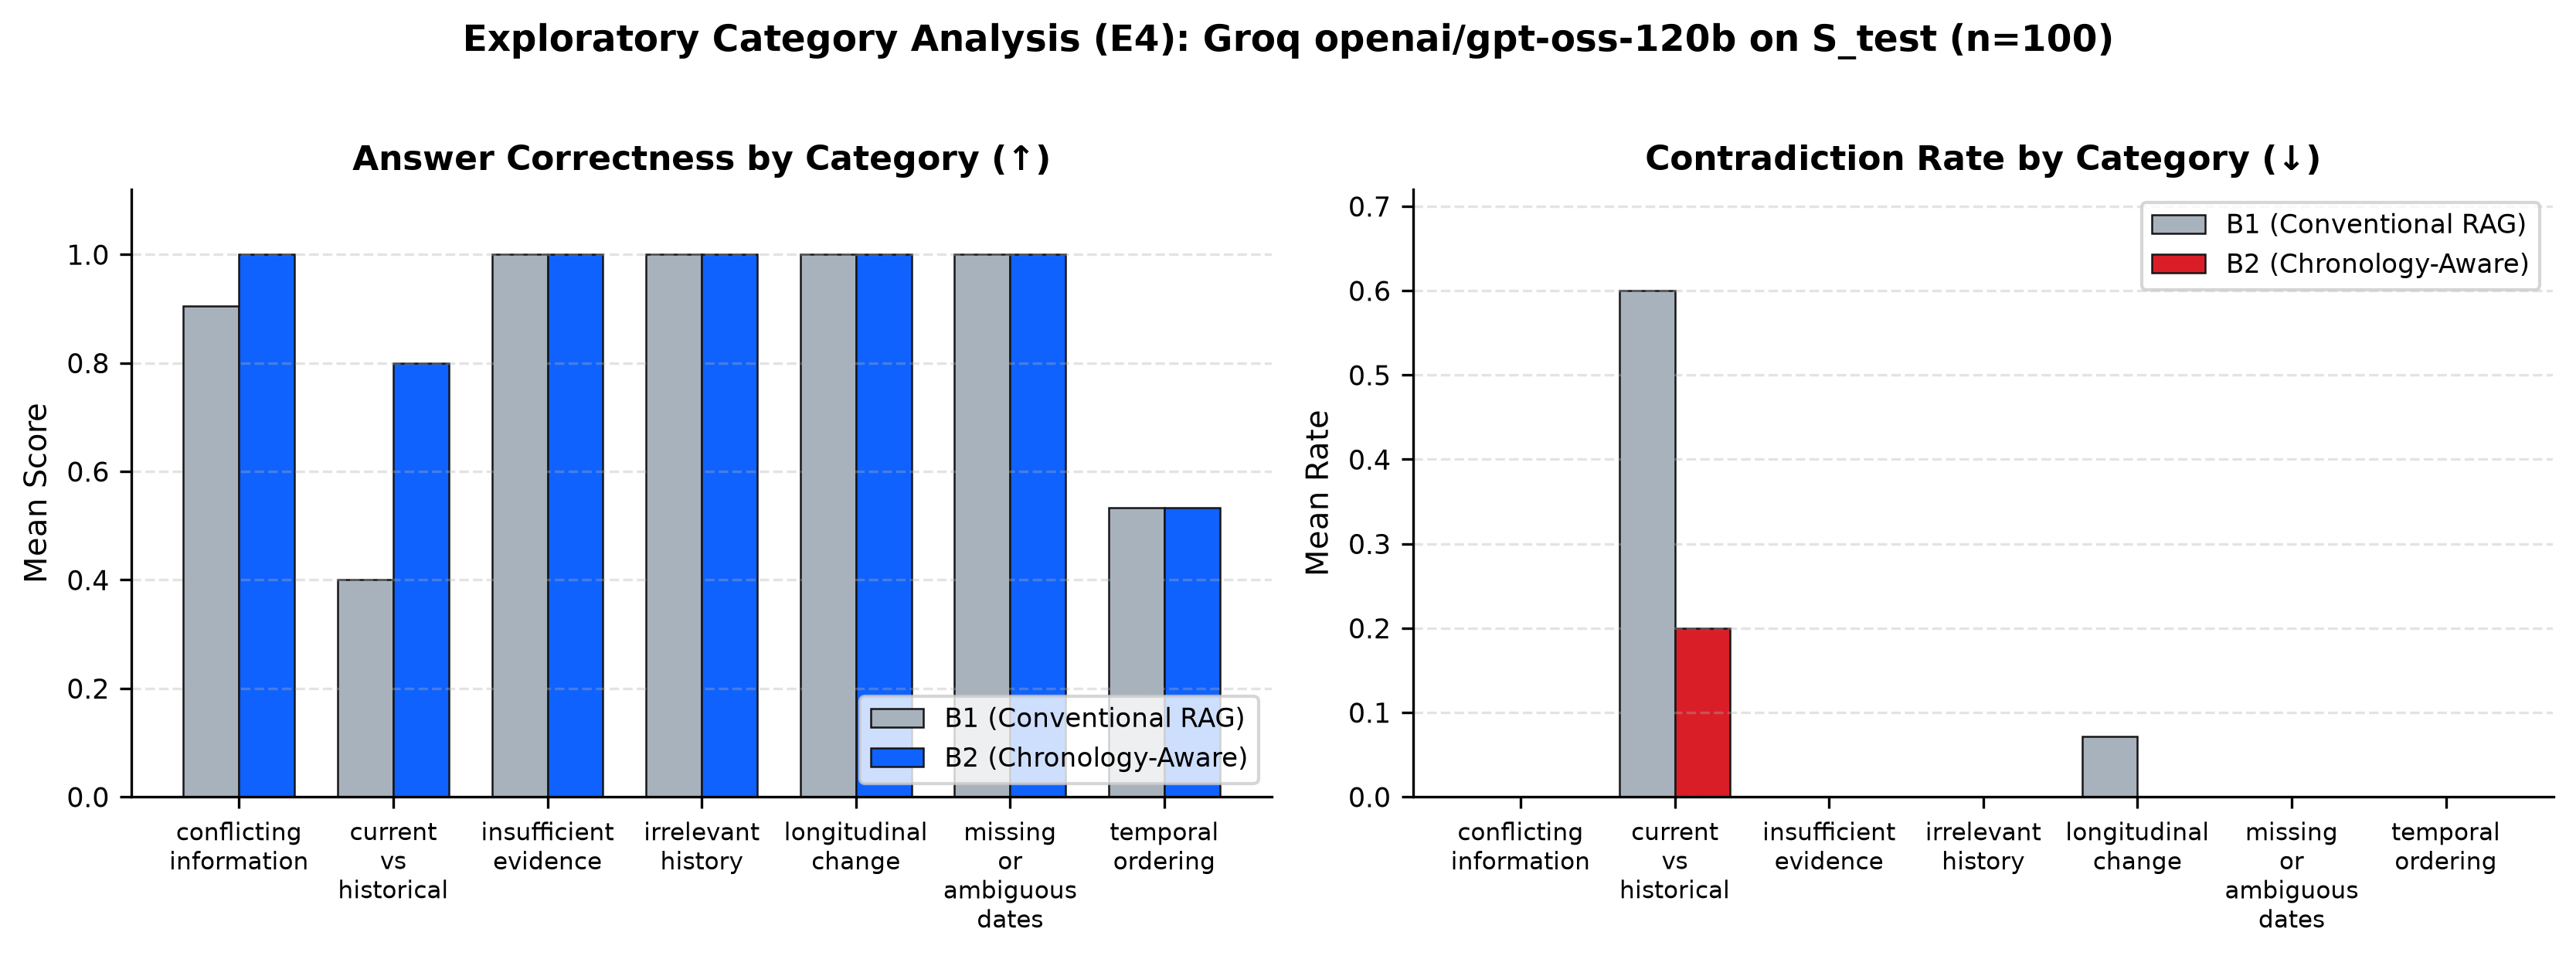 Exploratory Category Analysis (E4): Groq openai/gpt-oss-120b on S_test (n=100)
Answer Correctness by Category (↑)
Mean Score
1.0
0.8
0.6
0.4
0.2
0.0
B1 (Conventional RAG)
B2 (Chronology-Aware)
conflicting
information
current
vs
historical
insufficient
evidence
irrelevant
history
longitudinal
change
missing
or
ambiguous
dates
temporal
ordering
Contradiction Rate by Category (↓)
Mean Rate
0.7
0.6
0.5
0.4
0.3
0.2
0.1
0.0
B1 (Conventional RAG)
B2 (Chronology-Aware)
conflicting
information
current
vs
historical
insufficient
evidence
irrelevant
history
longitudinal
change
missing
or
ambiguous
dates
temporal
ordering